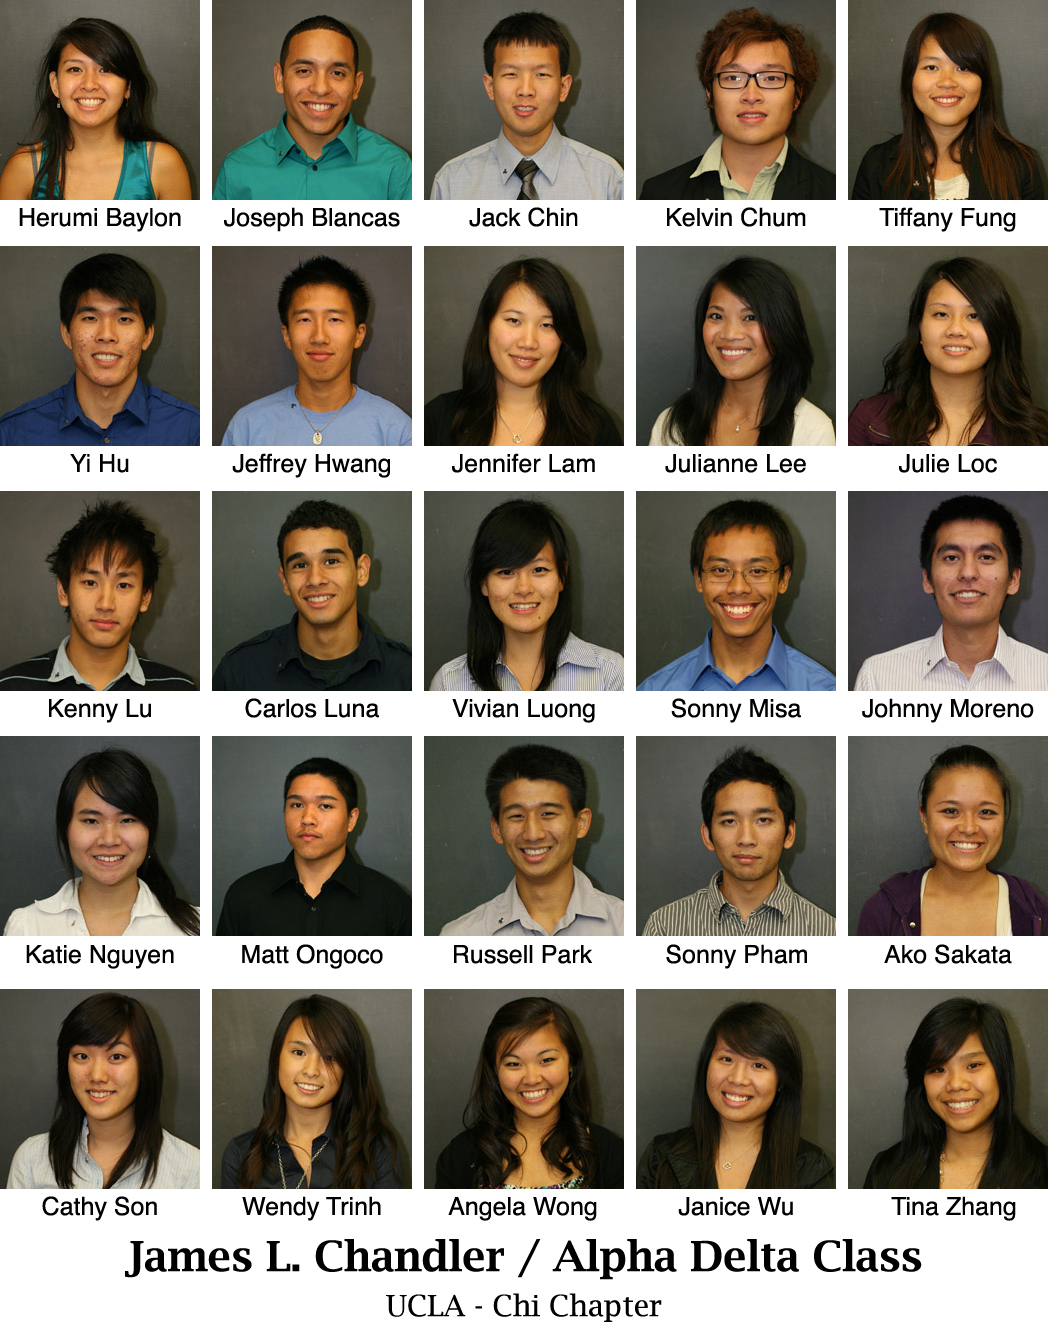 Herumi Baylon Joseph Blancas Jack Chin Kelvin Chum Tiffany Fung
Yi Hu Jeffrey Hwang Jennifer Lam Julianne Lee Julie Loc
Kenny Lu Carlos Luna Vivian Luong Sonny Misa Johnny Moreno
Katie Nguyen Matt Ongoco Russell Park Sonny Pham Ako Sakata
Cathy Son Wendy Trinh Angela Wong Janice Wu Tina Zhang
James L. Chandler / Alpha Delta Class
UCLA - Chi Chapter